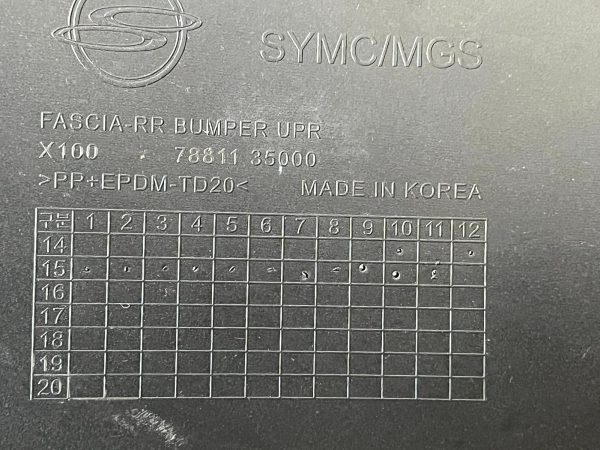 SYMC/MGS
FASCIA-RR BUMPER UPR
X100 78811 35000
>PP+EPDM-TD20< MADE IN KOREA
구분 1 2 3 4 5 6 7 8 9 10 11 12
14
15
16
17
18
19
20